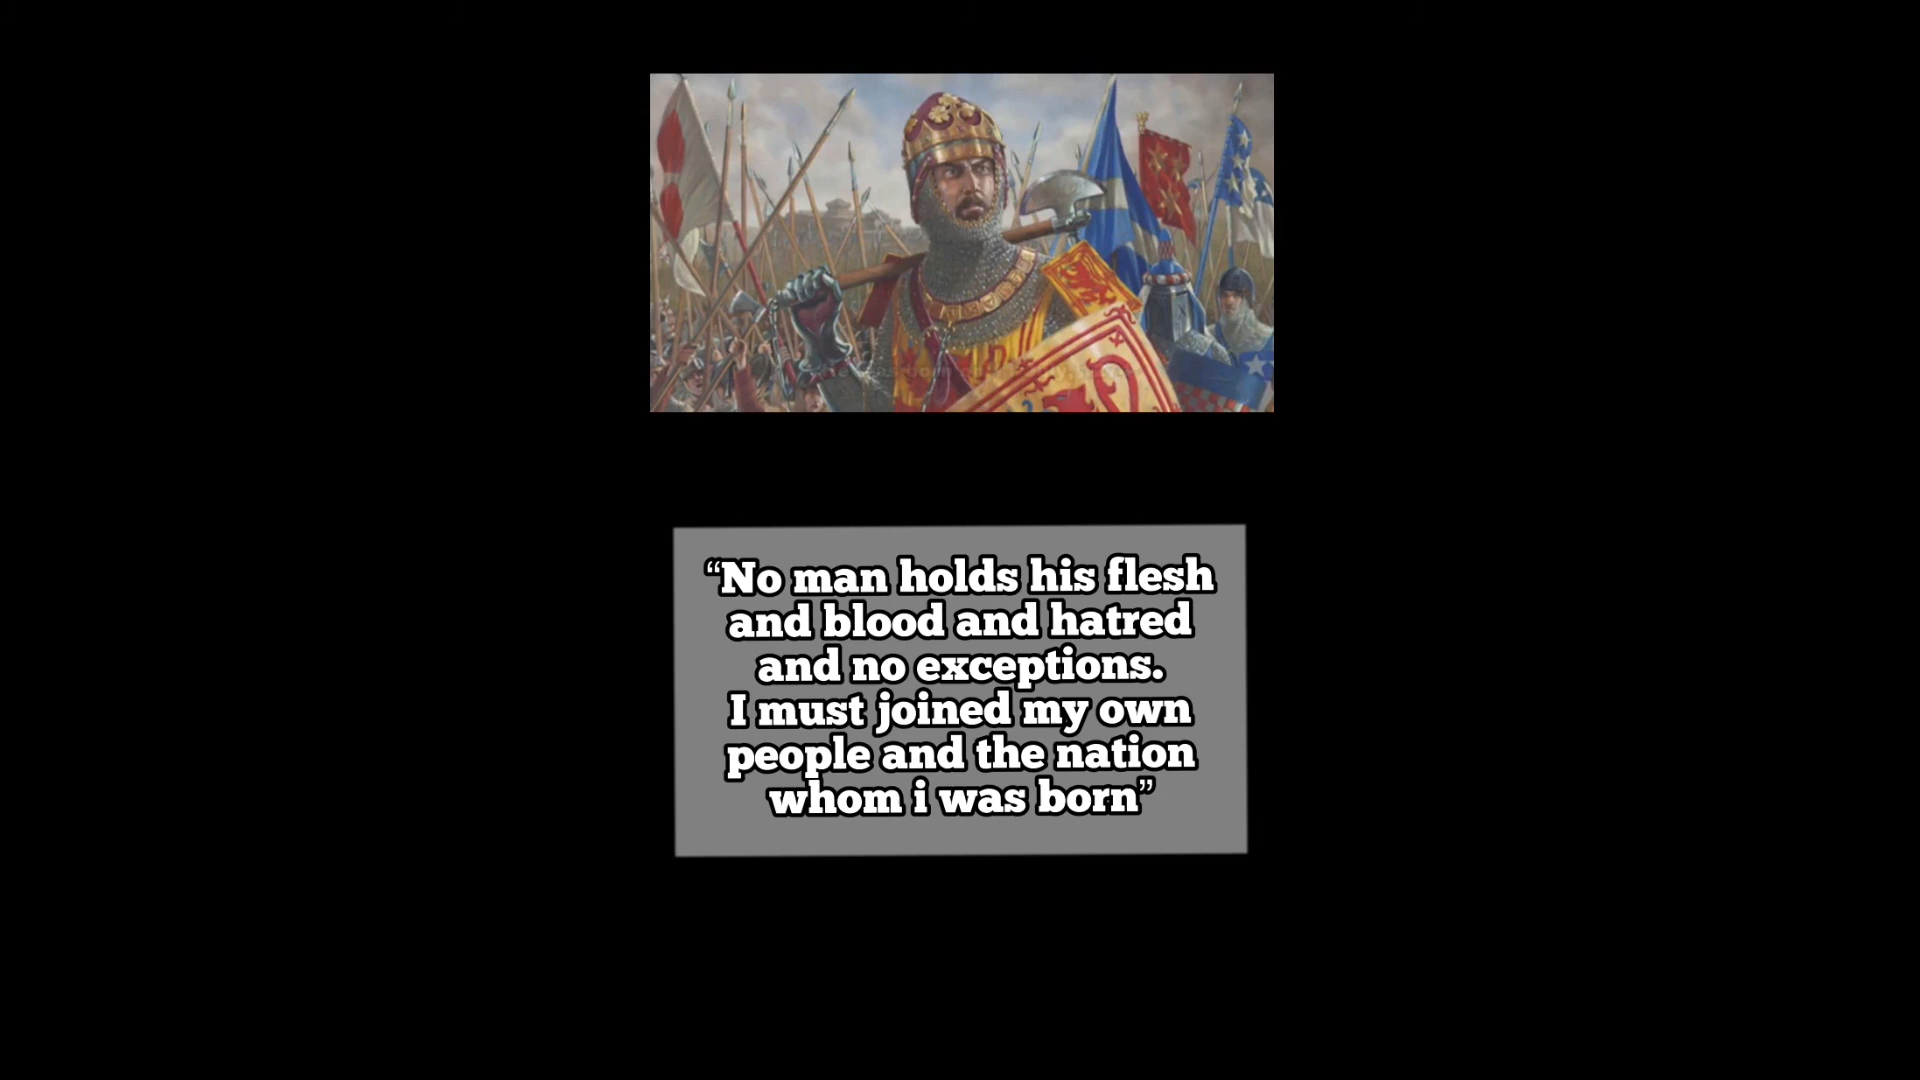 “No man holds his flesh
and blood and hatred
and no exceptions.
I must joined my own
people and the nation
whom i was born”